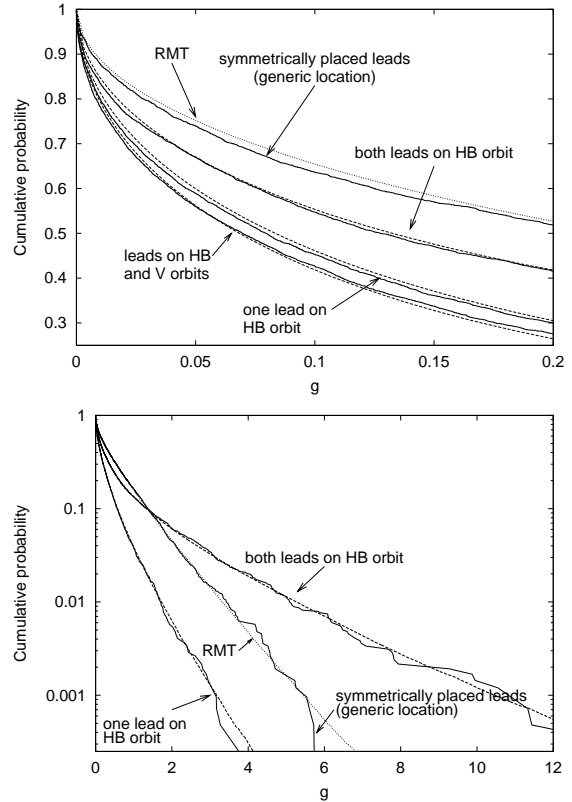 1
0.9
0.8
0.7
0.6
0.5
0.4
0.3
Cumulative probability
RMT
symmetrically placed leads
(generic location)
both leads on HB orbit
leads on HB
and V orbits
one lead on
HB orbit
0
0.05
0.1
0.15
0.2
g
1
0.1
0.01
0.001
Cumulative probability
both leads on HB orbit
RMT
symmetrically placed leads
(generic location)
one lead on
HB orbit
0
2
4
6
8
10
12
g